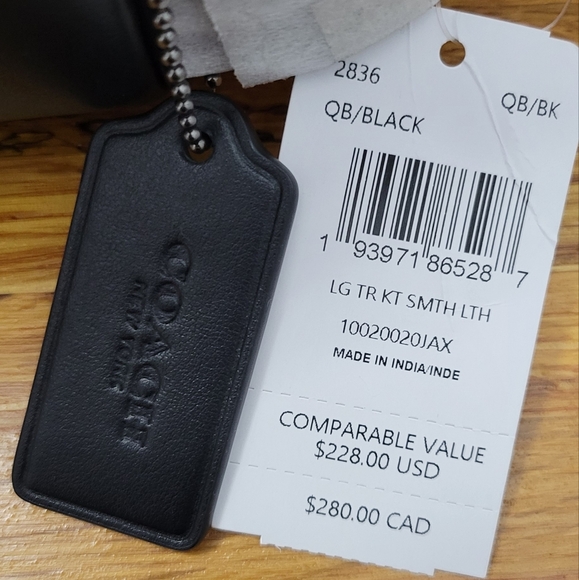 COACH
NEW YORK
2836
QB/BLACK QB/BK
1 93971 86528 7
LG TR KT SMTH LTH
10020020JAX
MADE IN INDIA/INDE
COMPARABLE VALUE
$228.00 USD
$280.00 CAD